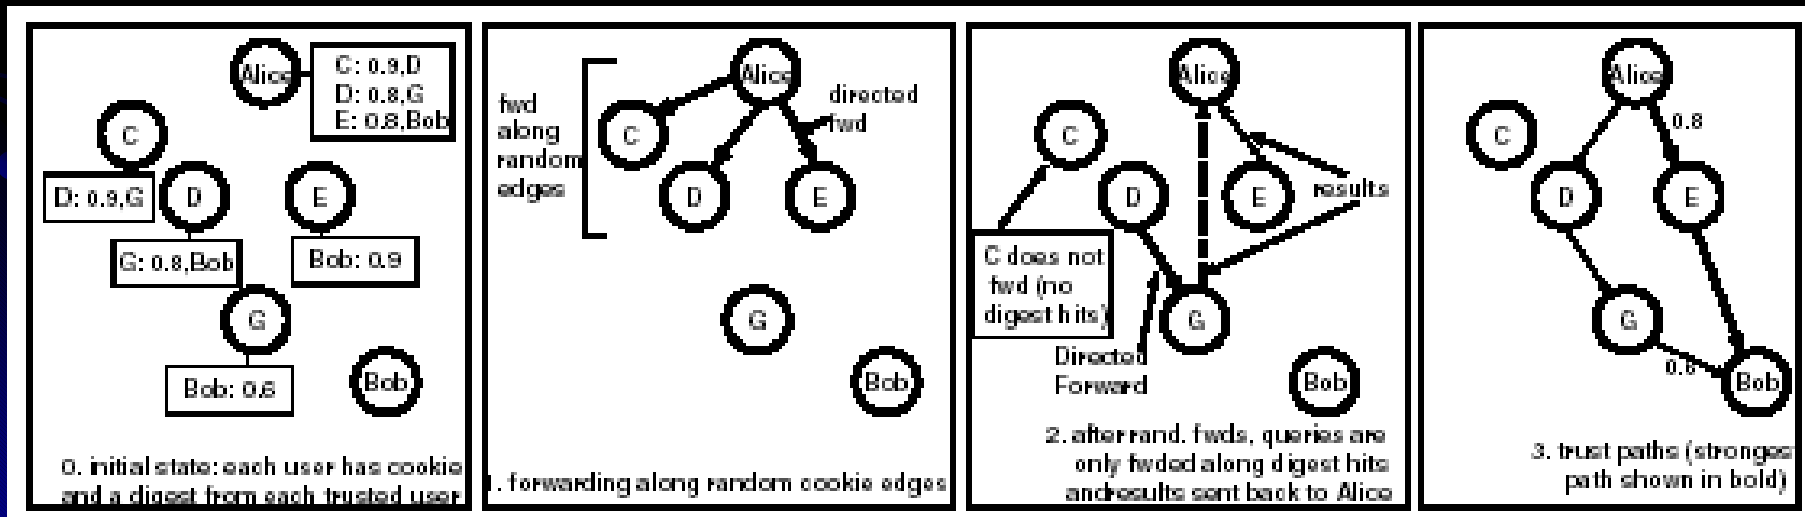 Alice
C: 0.9,D
D: 0.8,G
E: 0.8,Bob
C
D: 0.9,G
D
E
G: 0.8,Bob
Bob: 0.9
G
Bob: 0.6
Bob
0. initial state: each user has cookie
and a digest from each trusted user
Alice
fwd
along
random
edges
directed
fwd
C
D
E
G
Bob
. forwarding along random cookie edges
Alice
C
D
E
results
C does not
fwd (no
digest hits)
G
Directed
Forward
Bob
2. after rand. fwds, queries are
only fwded along digest hits
andresults sent back to Alice
Alice
0.8
C
D
E
G
Bob
3. trust paths (stronges
path shown in bold)